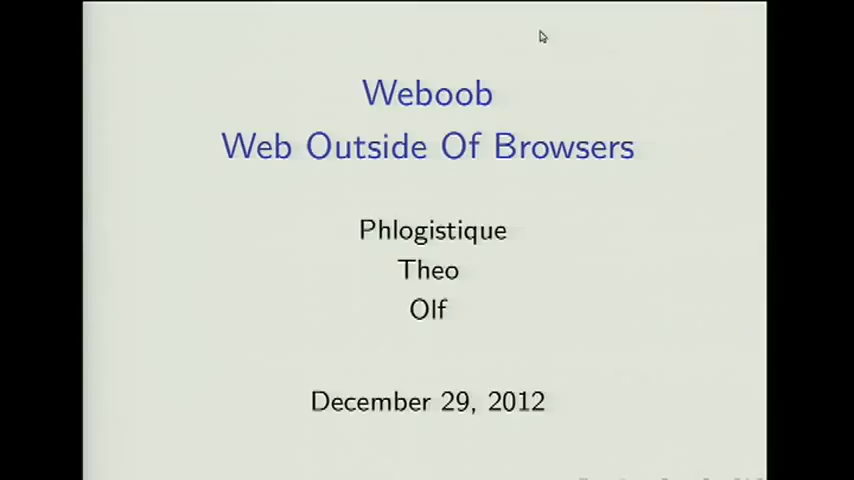 Weboob
Web Outside Of Browsers
Phlogistique
Theo
Olf
December 29, 2012